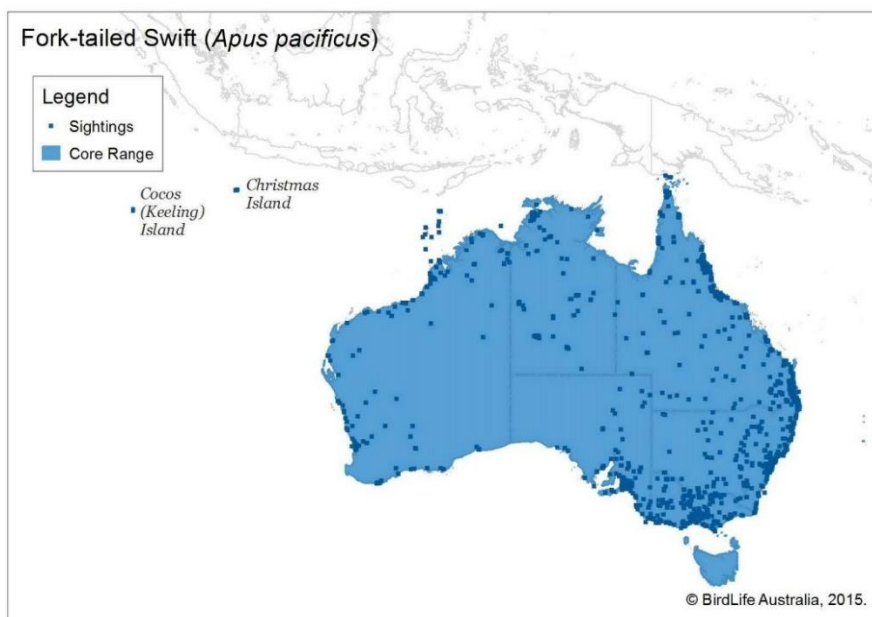 Fork-tailed Swift (Apus pacificus)
Legend
Sightings
Core Range
Cocos
(Keeling)
Island
Christmas
Island
© BirdLife Australia, 2015.